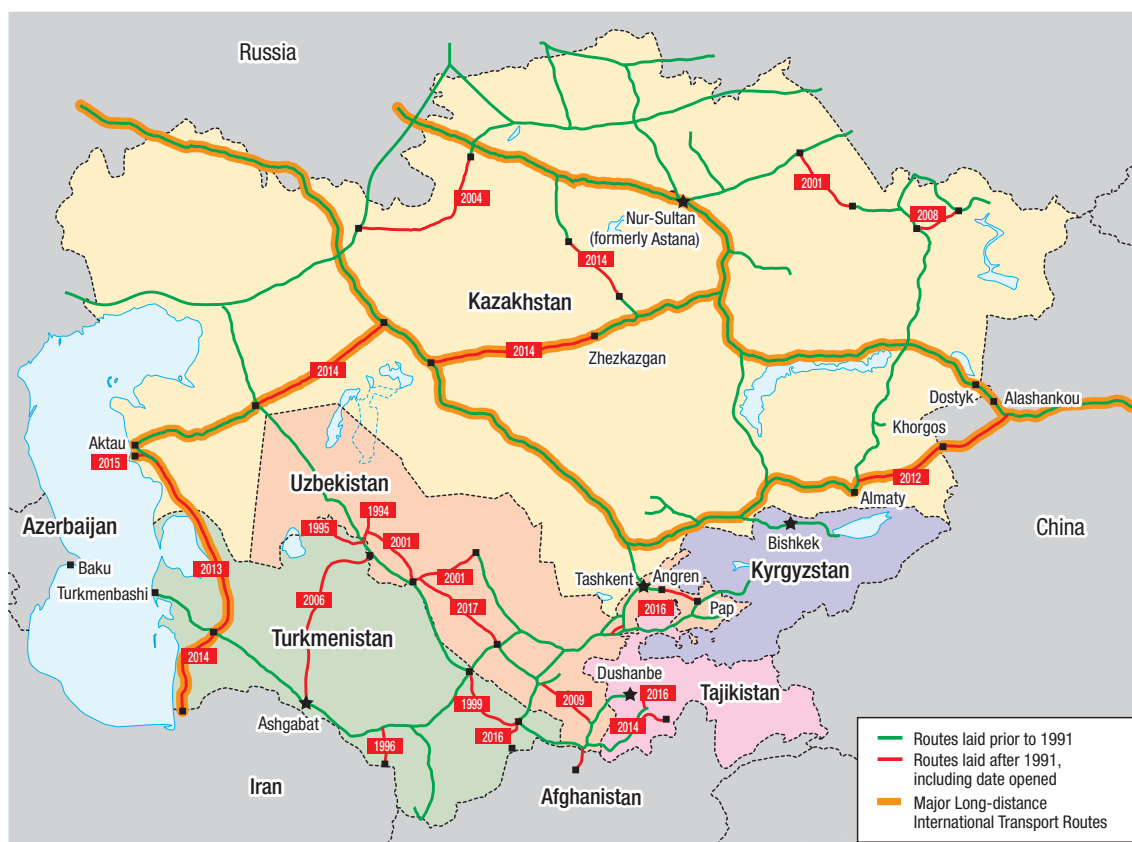 Russia
2004
2001
2008
Nur-Sultan
(formerly Astana)
2014
Kazakhstan
2014
Zhezkazgan
2014
Dostyk
Alashankou
Khorgos
Aktau
2015
2012
Almaty
Uzbekistan
1994
1995
Azerbaijan
China
2001
Bishkek
Baku
2013
2001
Tashkent
Angren
Kyrgyzstan
Turkmenbashi
2006
2017
2016
Pap
Turkmenistan
2014
Dushanbe
2016
Tajikistan
1999
2009
Ashgabat
2014
2016
1996
Iran
Afghanistan
Routes laid prior to 1991
Routes laid after 1991,
including date opened
Major Long-distance
International Transport Routes